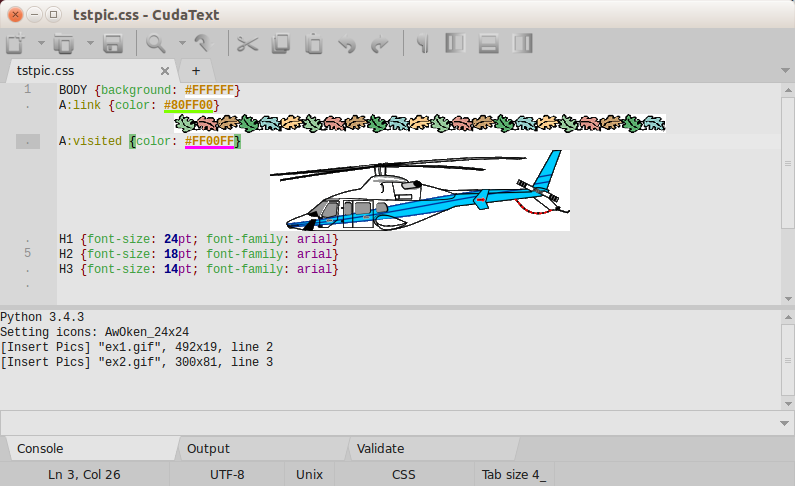 tstpic.css - CudaText
tstpic.css
+
1 BODY {background: #FFFFFF}
. A:link {color: #80FF00}
. A:visited {color: #FF00FF}
. H1 {font-size: 24pt; font-family: arial}
5 H2 {font-size: 18pt; font-family: arial}
. H3 {font-size: 14pt; font-family: arial}
.
Python 3.4.3
Setting icons: AwOken_24x24
[Insert Pics] "ex1.gif", 492x19, line 2
[Insert Pics] "ex2.gif", 300x81, line 3
Console Output Validate
Ln 3, Col 26 UTF-8 Unix CSS Tab size 4_